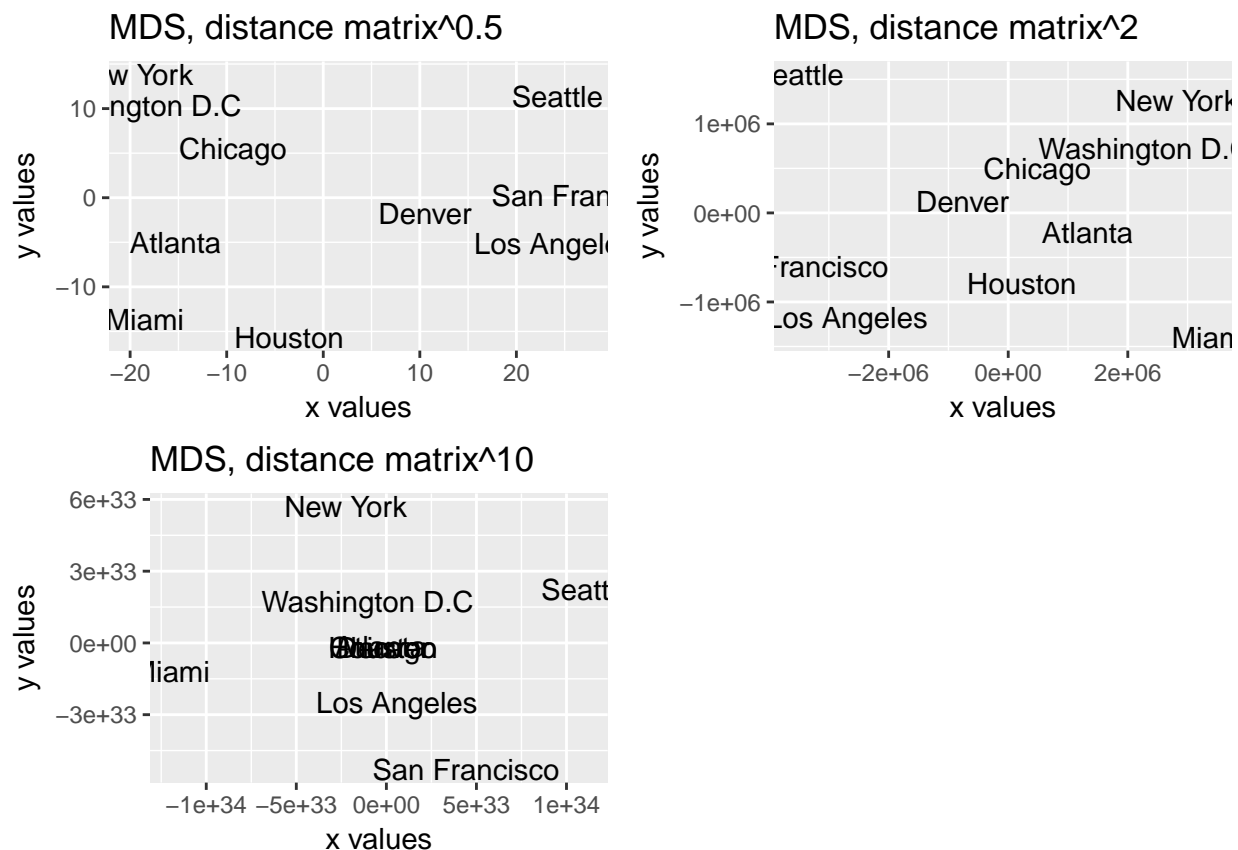 MDS, distance matrix^0.5
w York
Seattle
ngton D.C
Chicago
San Fran
Denver
Atlanta
Los Angele
Miami
Houston
10
0
−10
−20 −10 0 10 20
x values
y values
MDS, distance matrix^2
eattle
New York
Washington D.
Chicago
Denver
Atlanta
Francisco
Houston
Los Angeles
Miam
1e+06
0e+00
−1e+06
−2e+06 0e+00 2e+06
x values
y values
MDS, distance matrix^10
New York
Seatt
Washington D.C
Miami
Los Angeles
San Francisco
6e+33
3e+33
0e+00
−3e+33
−1e+34 −5e+33 0e+00 5e+33 1e+34
x values
y values